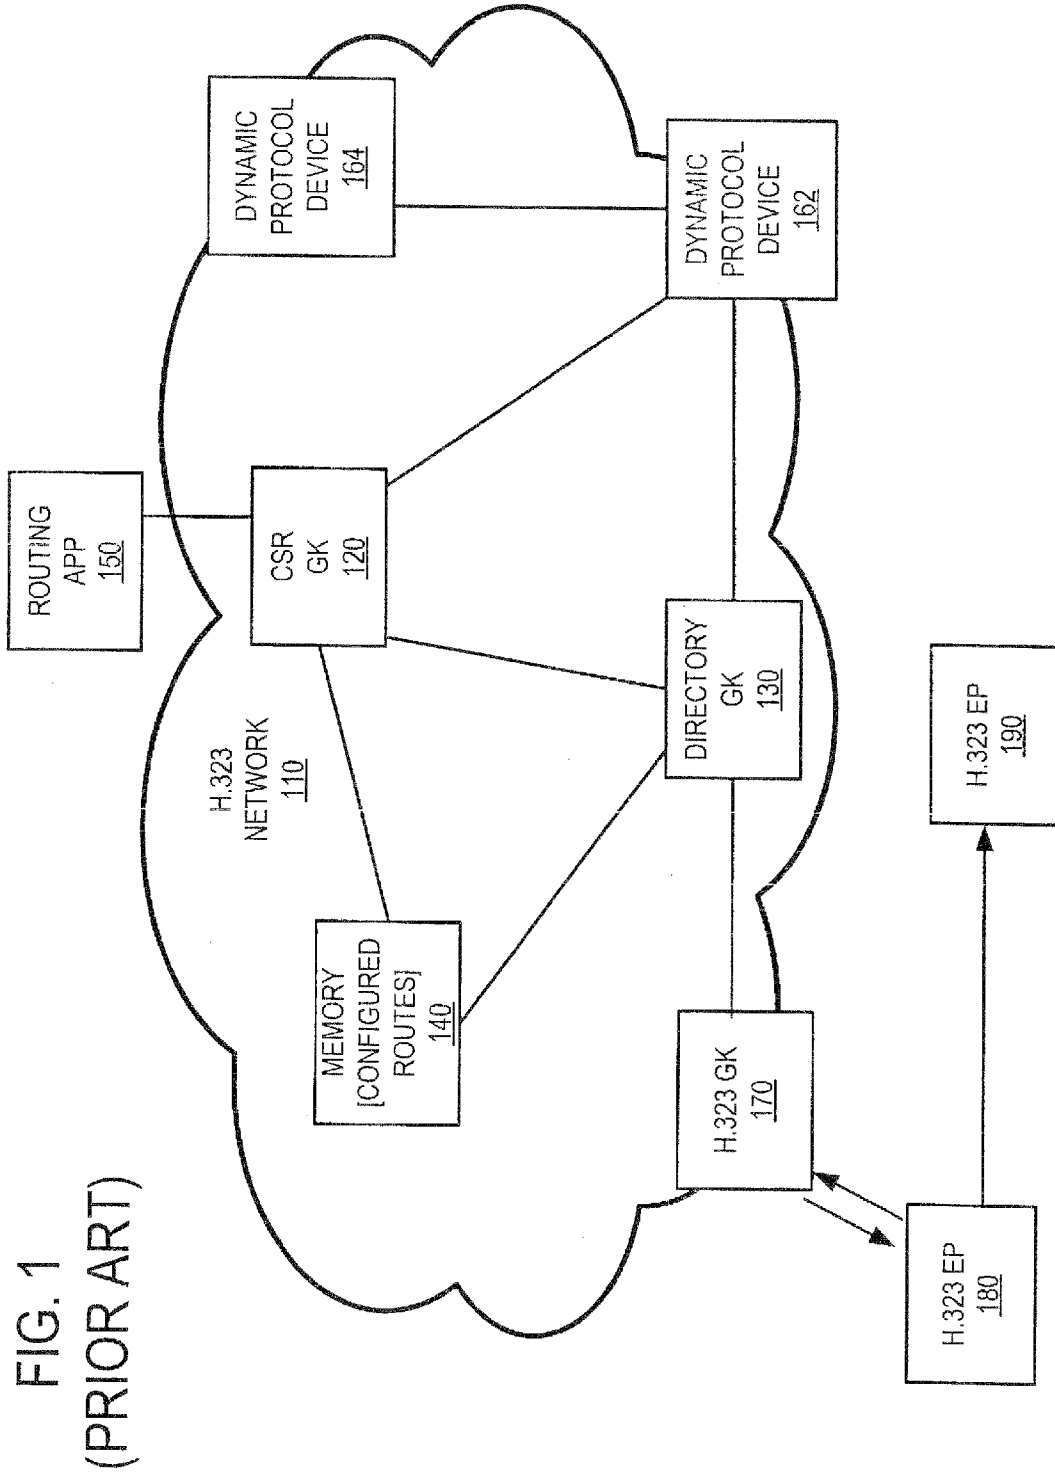 FIG. 1
(PRIOR ART)
ROUTING
APP
150
H.323
NETWORK
110
CSR
GK
120
DYNAMIC
PROTOCOL
DEVICE
164
MEMORY
[CONFIGURED
ROUTES]
140
H.323 GK
170
DIRECTORY
GK
130
DYNAMIC
PROTOCOL
DEVICE
162
H.323 EP
180
H.323 EP
190